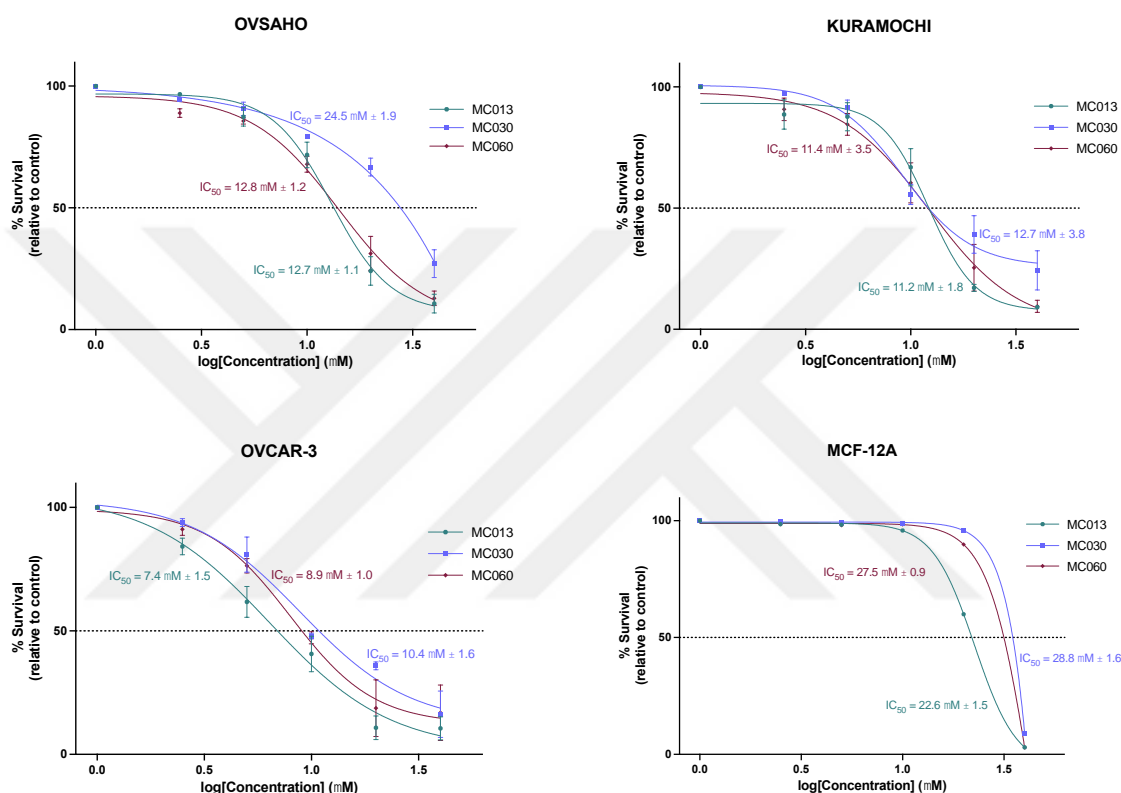 OVSAHO
% Survival
(relative to control)
100
50
0
IC50 = 24.5 mM ± 1.9
IC50 = 12.8 mM ± 1.2
IC50 = 12.7 mM ± 1.1
MC013
MC030
MC060
0.0 0.5 1.0 1.5
log[Concentration] (mM)
KURAMOCHI
% Survival
(relative to control)
100
50
0
IC50 = 11.4 mM ± 3.5
IC50 = 12.7 mM ± 3.8
IC50 = 11.2 mM ± 1.8
MC013
MC030
MC060
0.0 0.5 1.0 1.5
log[Concentration] (mM)
OVCAR-3
% Survival
(relative to control)
100
50
0
IC50 = 7.4 mM ± 1.5
IC50 = 8.9 mM ± 1.0
IC50 = 10.4 mM ± 1.6
MC013
MC030
MC060
0.0 0.5 1.0 1.5
log[Concentration] (mM)
MCF-12A
% Survival
(relative to control)
100
50
0
IC50 = 27.5 mM ± 0.9
IC50 = 28.8 mM ± 1.6
IC50 = 22.6 mM ± 1.5
MC013
MC030
MC060
0.0 0.5 1.0 1.5
log[Concentration] (mM)